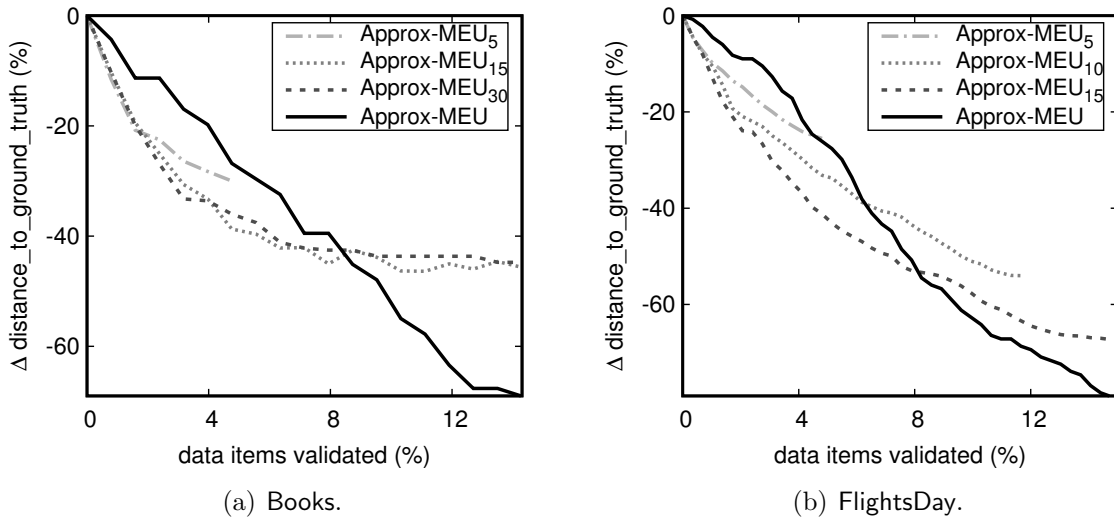 0
-20
-40
-60
0
4
8
12
Δ distance_to_ground_truth (%)
data items validated (%)
Approx-MEU5
Approx-MEU15
Approx-MEU30
Approx-MEU
(a) Books.
0
-20
-40
-60
0
4
8
12
Δ distance_to_ground_truth (%)
data items validated (%)
Approx-MEU5
Approx-MEU10
Approx-MEU15
Approx-MEU
(b) FlightsDay.